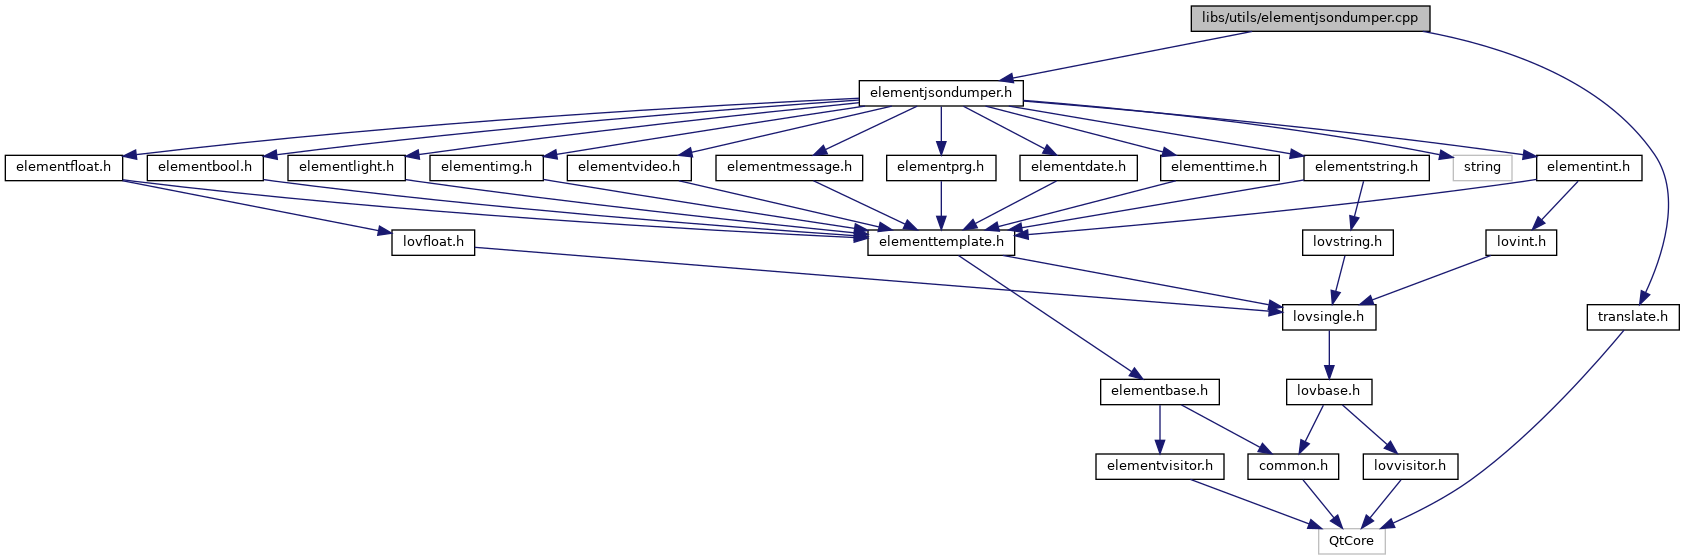 libs/utils/elementjsondumper.cpp
elementjsondumper.h
elementfloat.h
elementbool.h
elementlight.h
elementimg.h
elementvideo.h
elementmessage.h
elementprg.h
elementdate.h
elementtime.h
elementstring.h
string
elementint.h
lovfloat.h
elementtemplate.h
lovstring.h
lovint.h
lovsingle.h
translate.h
elementbase.h
lovbase.h
elementvisitor.h
common.h
lovvisitor.h
QtCore